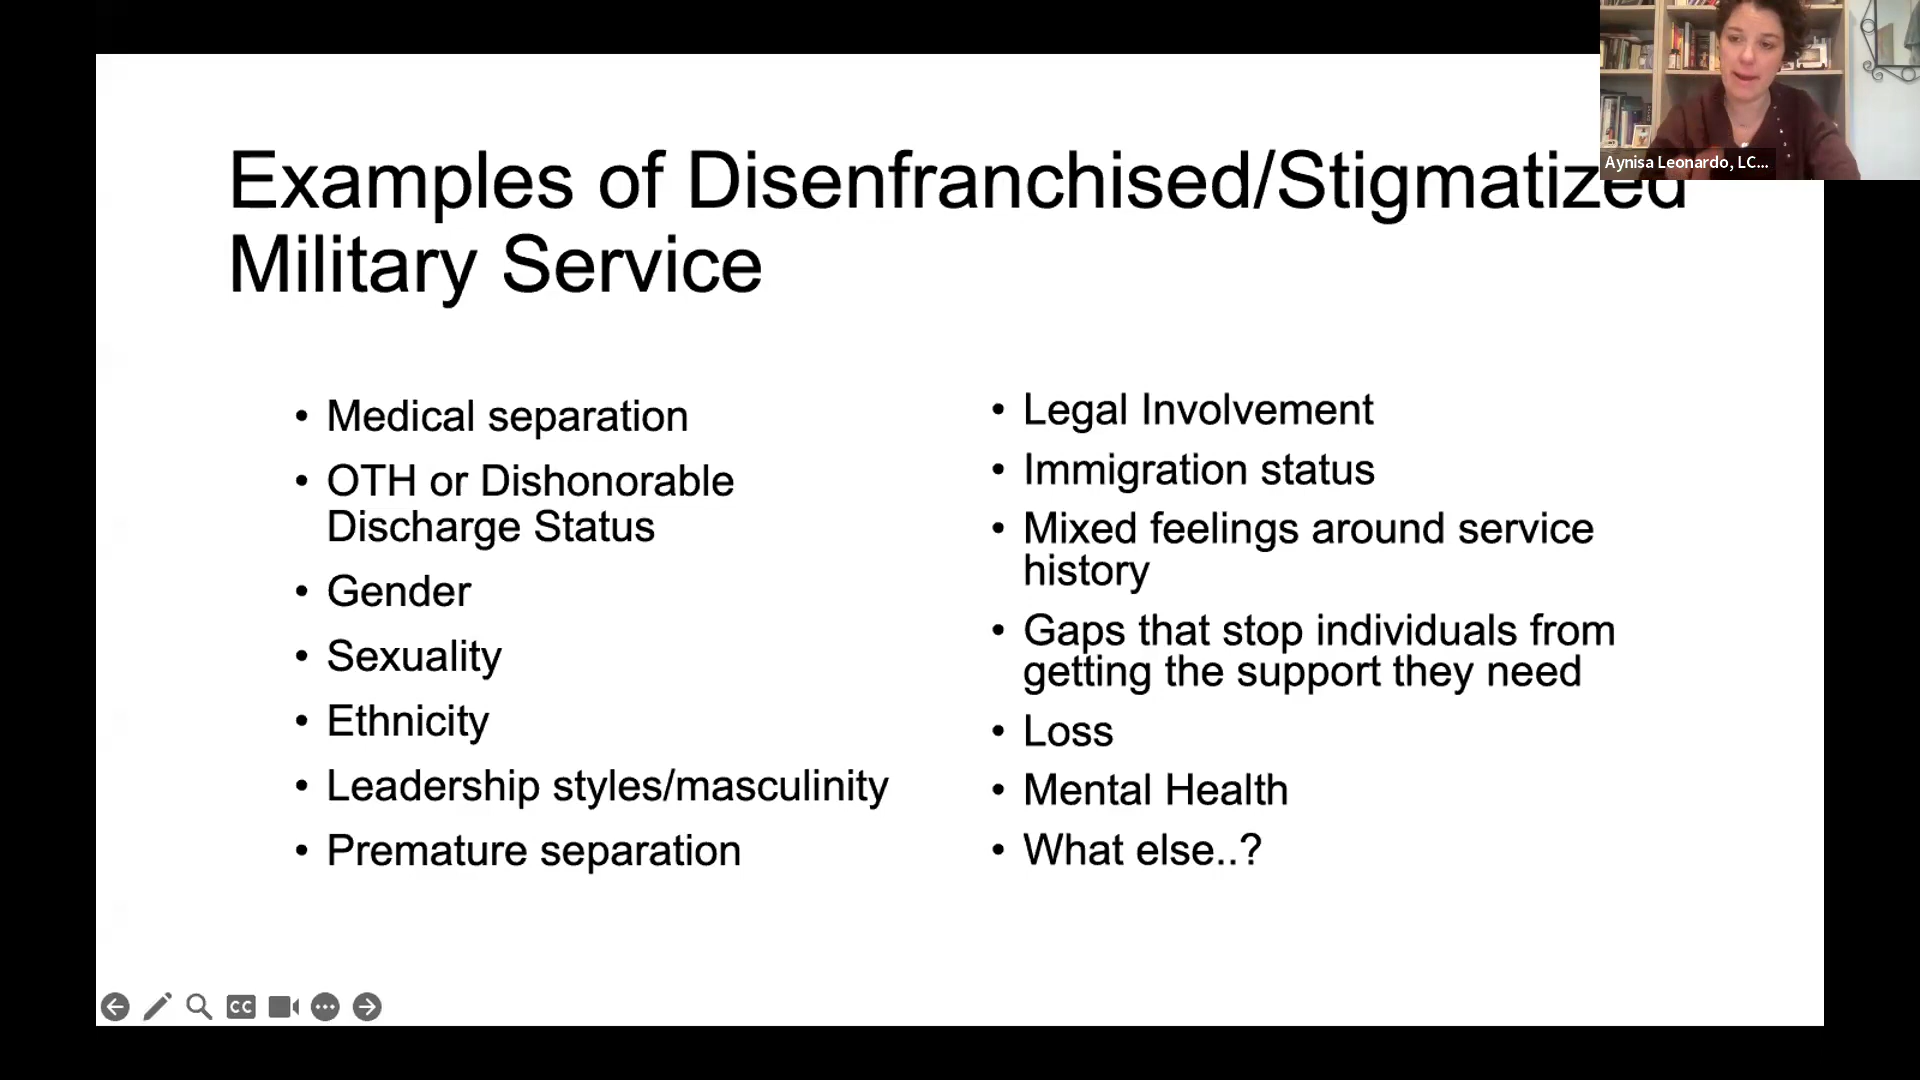 Aynisa Leonardo, LC...
Examples of Disenfranchised/Stigmatized
Military Service
• Medical separation
• OTH or Dishonorable
Discharge Status
• Gender
• Sexuality
• Ethnicity
• Leadership styles/masculinity
• Premature separation
• Legal Involvement
• Immigration status
• Mixed feelings around service
history
• Gaps that stop individuals from
getting the support they need
• Loss
• Mental Health
• What else..?
CC